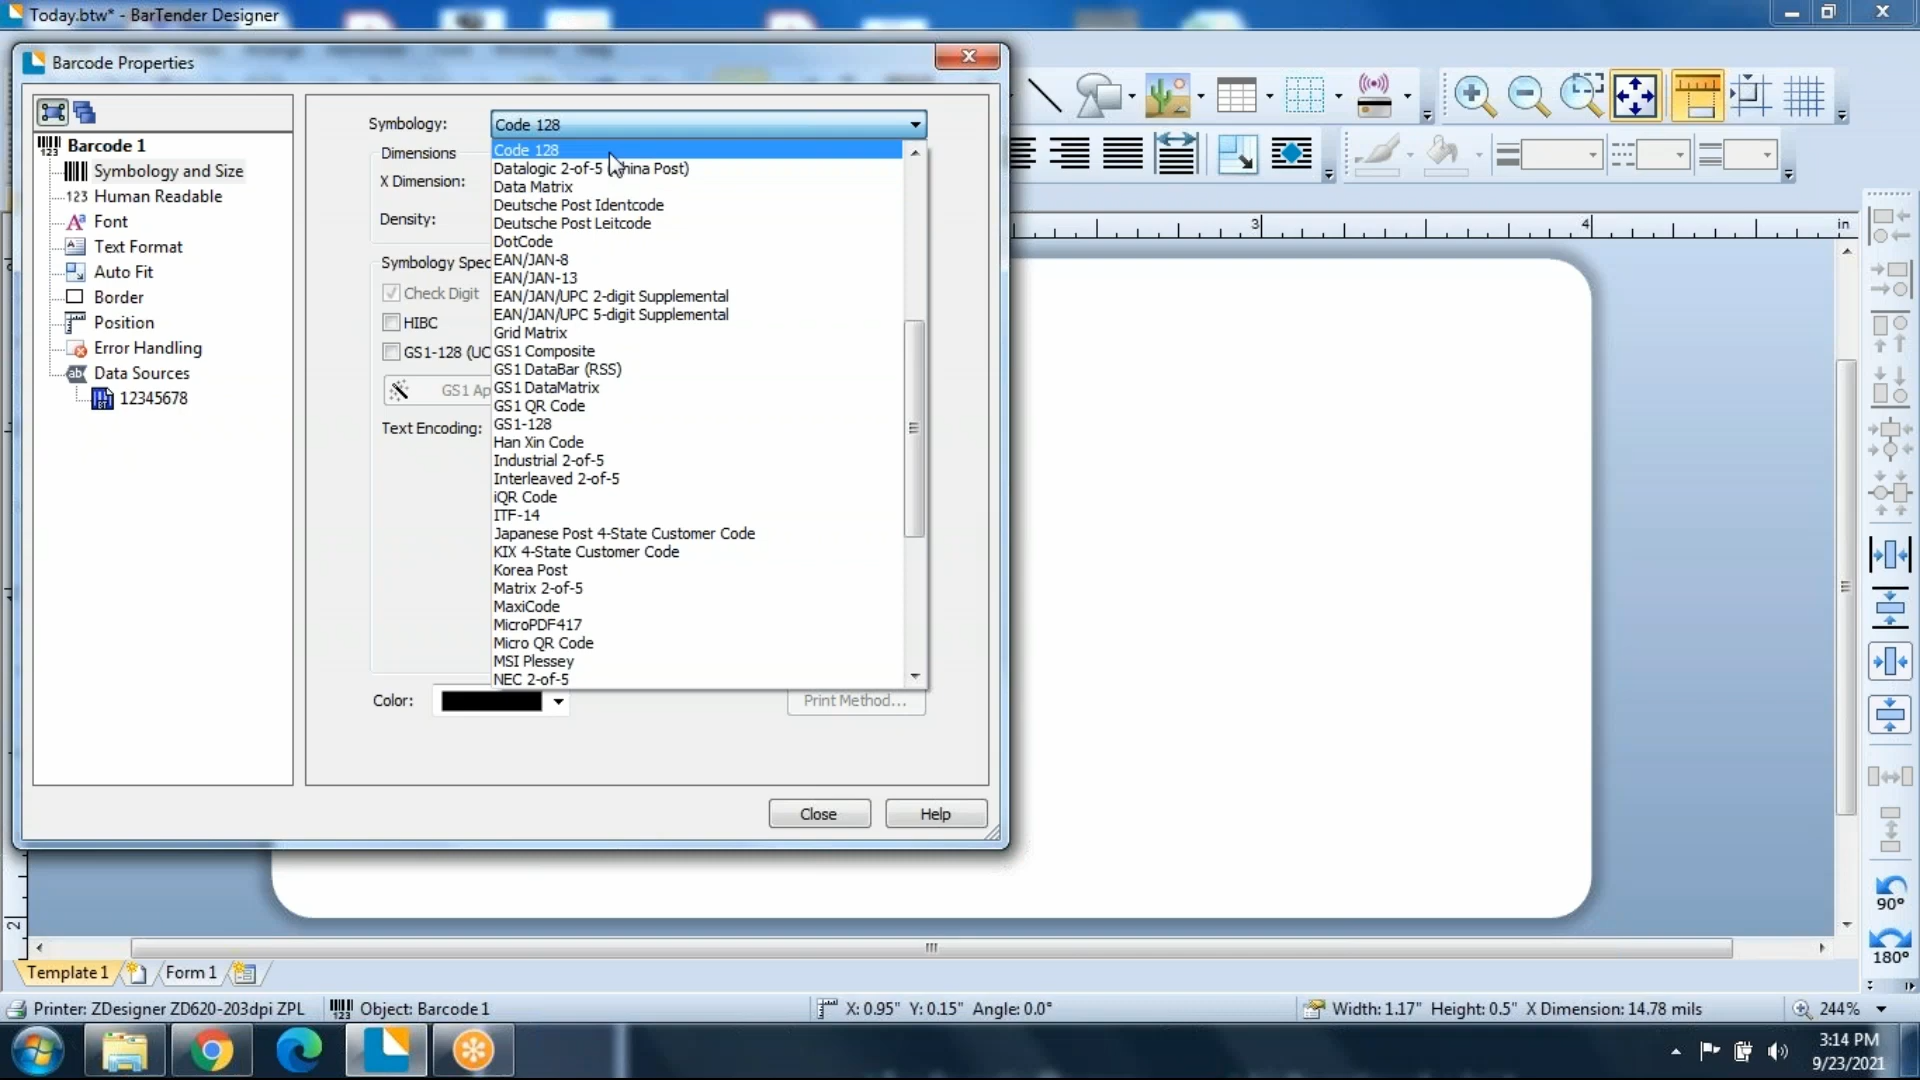 Today.btw* - BarTender Designer
Barcode Properties
Barcode 1
Symbology and Size
123 Human Readable
Font
Text Format
Auto Fit
Border
Position
Error Handling
Data Sources
12345678
Symbology: Code 128
Dimensions
X Dimension:
Density:
Symbology Spec
Check Digit
HIBC
GS1-128 (UC
GS1 Ap
Text Encoding:
Code 128
Datalogic 2-of-5 (China Post)
Data Matrix
Deutsche Post Identcode
Deutsche Post Leitcode
DotCode
EAN/JAN-8
EAN/JAN-13
EAN/JAN/UPC 2-digit Supplemental
EAN/JAN/UPC 5-digit Supplemental
Grid Matrix
GS1 Composite
GS1 DataBar (RSS)
GS1 DataMatrix
GS1 QR Code
GS1-128
Han Xin Code
Industrial 2-of-5
Interleaved 2-of-5
iQR Code
ITF-14
Japanese Post 4-State Customer Code
KIX 4-State Customer Code
Korea Post
Matrix 2-of-5
MaxiCode
MicroPDF417
Micro QR Code
MSI Plessey
NEC 2-of-5
Color:
Print Method...
Close
Help
3
4
in
2
90°
180°
Template 1
Form 1
Printer: ZDesigner ZD620-203dpi ZPL
Object: Barcode 1
X: 0.95" Y: 0.15" Angle: 0.0°
Width: 1.17" Height: 0.5" X Dimension: 14.78 mils
244%
3:14 PM
9/23/2021